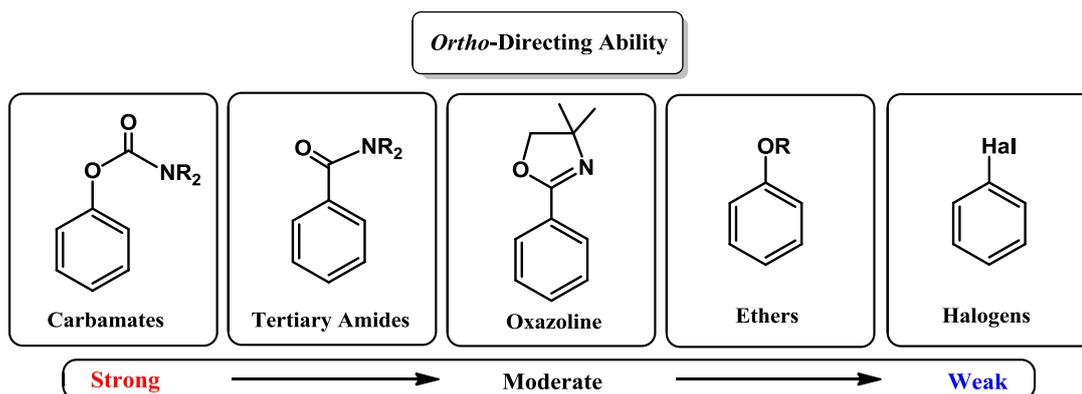 Ortho-Directing Ability
O
O
NR2
Carbamates
O
NR2
Tertiary Amides
O
N
Oxazoline
OR
Ethers
Hal
Halogens
Strong
Moderate
Weak